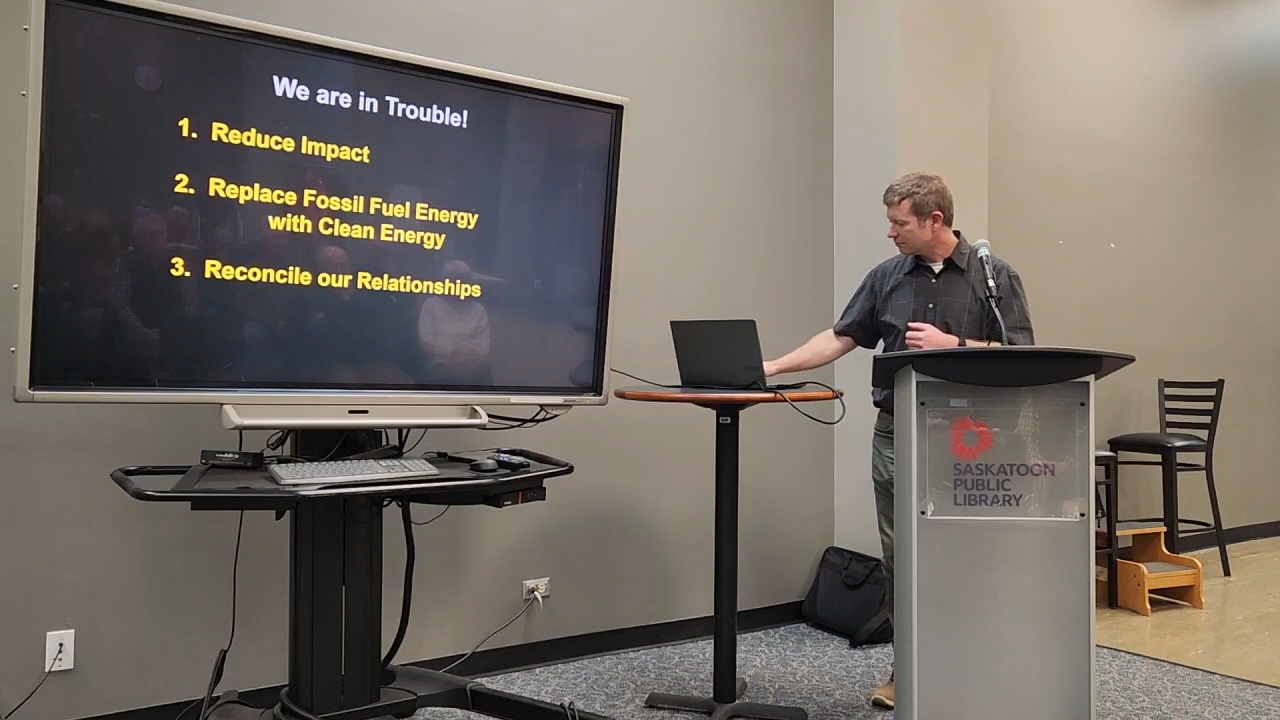 We are in Trouble!
1. Reduce Impact
2. Replace Fossil Fuel Energy
with Clean Energy
3. Reconcile our Relationships
SASKATOON
PUBLIC
LIBRARY